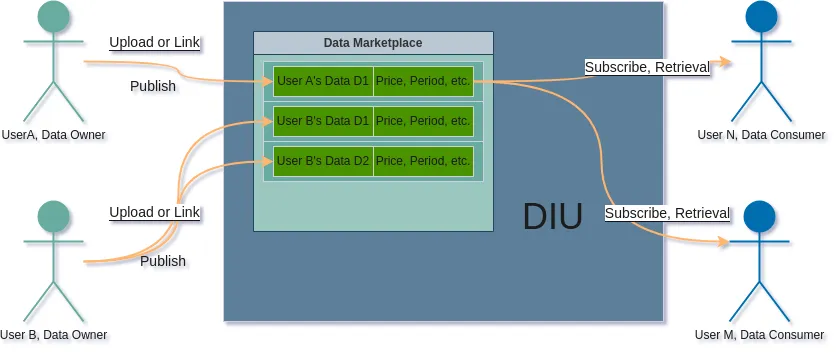 Upload or Link
Publish
UserA, Data Owner
Data Marketplace
User A's Data D1
Price, Period, etc.
User B's Data D1
Price, Period, etc.
User B's Data D2
Price, Period, etc.
Subscribe, Retrieval
User N, Data Consumer
Upload or Link
Publish
User B, Data Owner
DIU
Subscribe, Retrieval
User M, Data Consumer